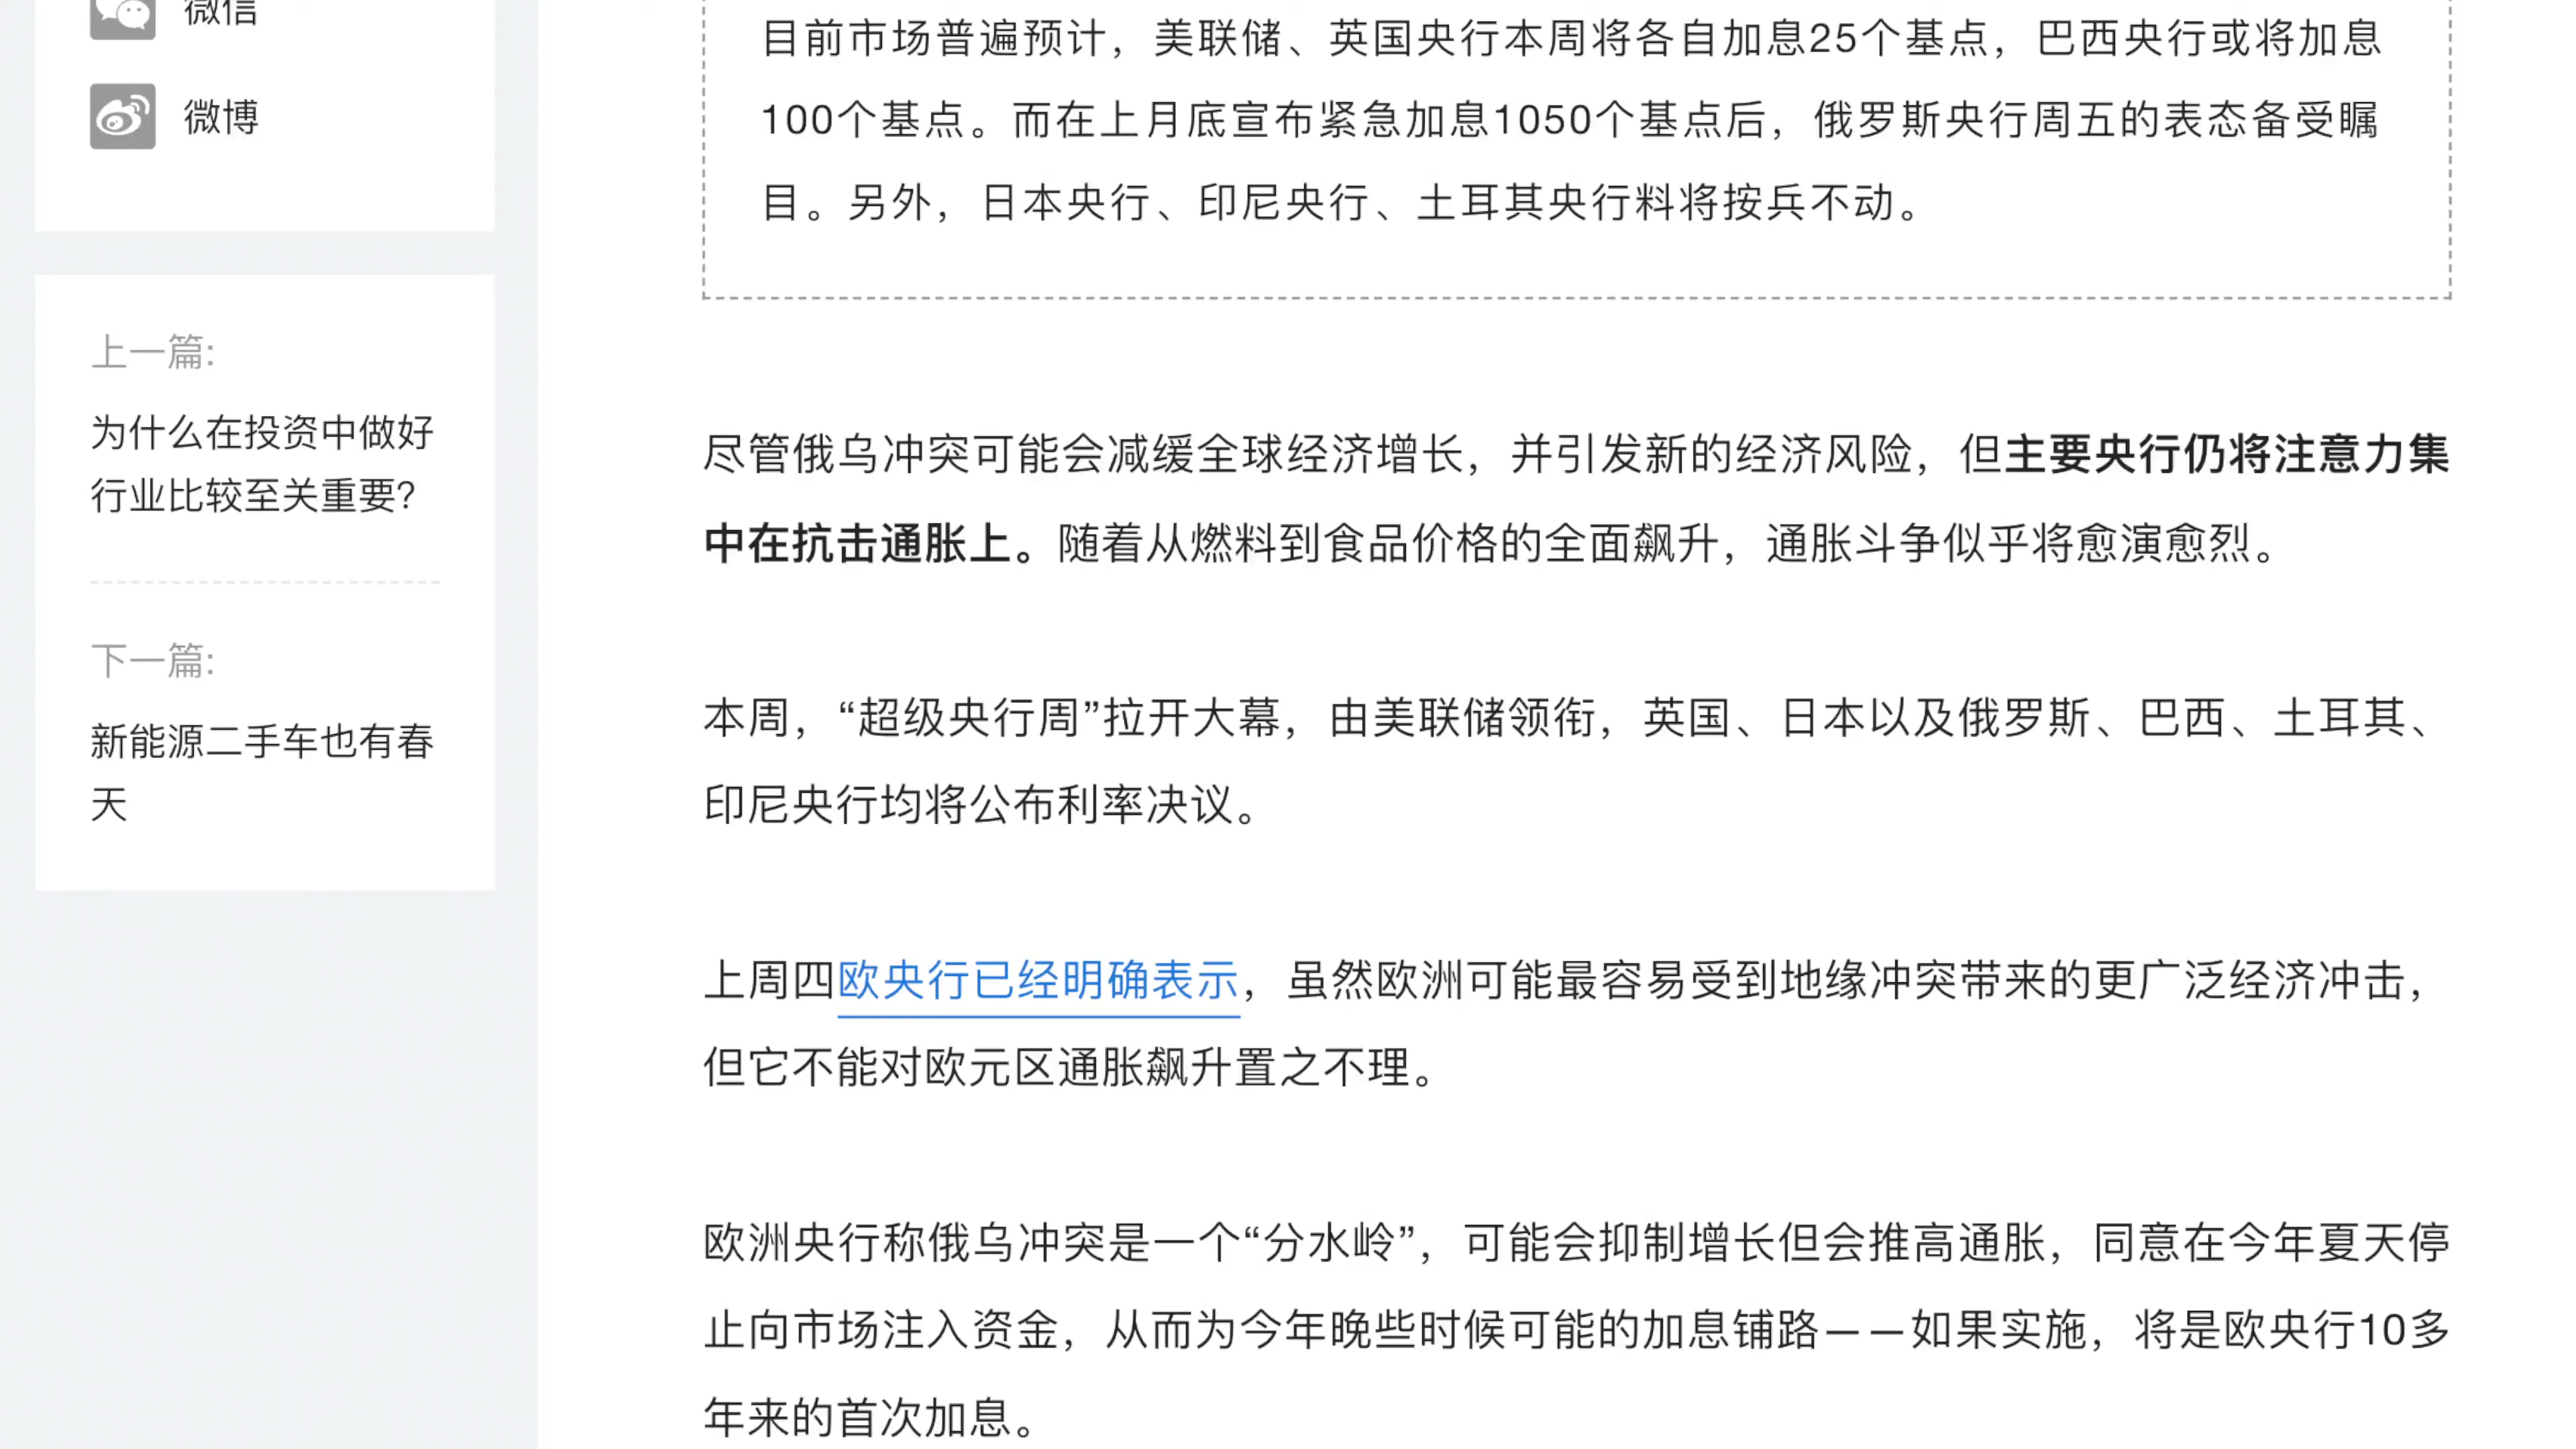 微信
微博
上一篇:
为什么在投资中做好
行业比较至关重要?
下一篇:
新能源二手车也有春
天
目前市场普遍预计，美联储、英国央行本周将各自加息25个基点，巴西央行或将加息
100个基点。而在上月底宣布紧急加息1050个基点后，俄罗斯央行周五的表态备受瞩
目。另外，日本央行、印尼央行、土耳其央行料将按兵不动。
尽管俄乌冲突可能会减缓全球经济增长，并引发新的经济风险，但主要央行仍将注意力集
中在抗击通胀上。随着从燃料到食品价格的全面飙升，通胀斗争似乎将愈演愈烈。
本周，“超级央行周”拉开大幕，由美联储领衔，英国、日本以及俄罗斯、巴西、土耳其、
印尼央行均将公布利率决议。
上周四欧央行已经明确表示，虽然欧洲可能最容易受到地缘冲突带来的更广泛经济冲击，
但它不能对欧元区通胀飙升置之不理。
欧洲央行称俄乌冲突是一个“分水岭”，可能会抑制增长但会推高通胀，同意在今年夏天停
止向市场注入资金，从而为今年晚些时候可能的加息铺路——如果实施，将是欧央行10多
年来的首次加息。